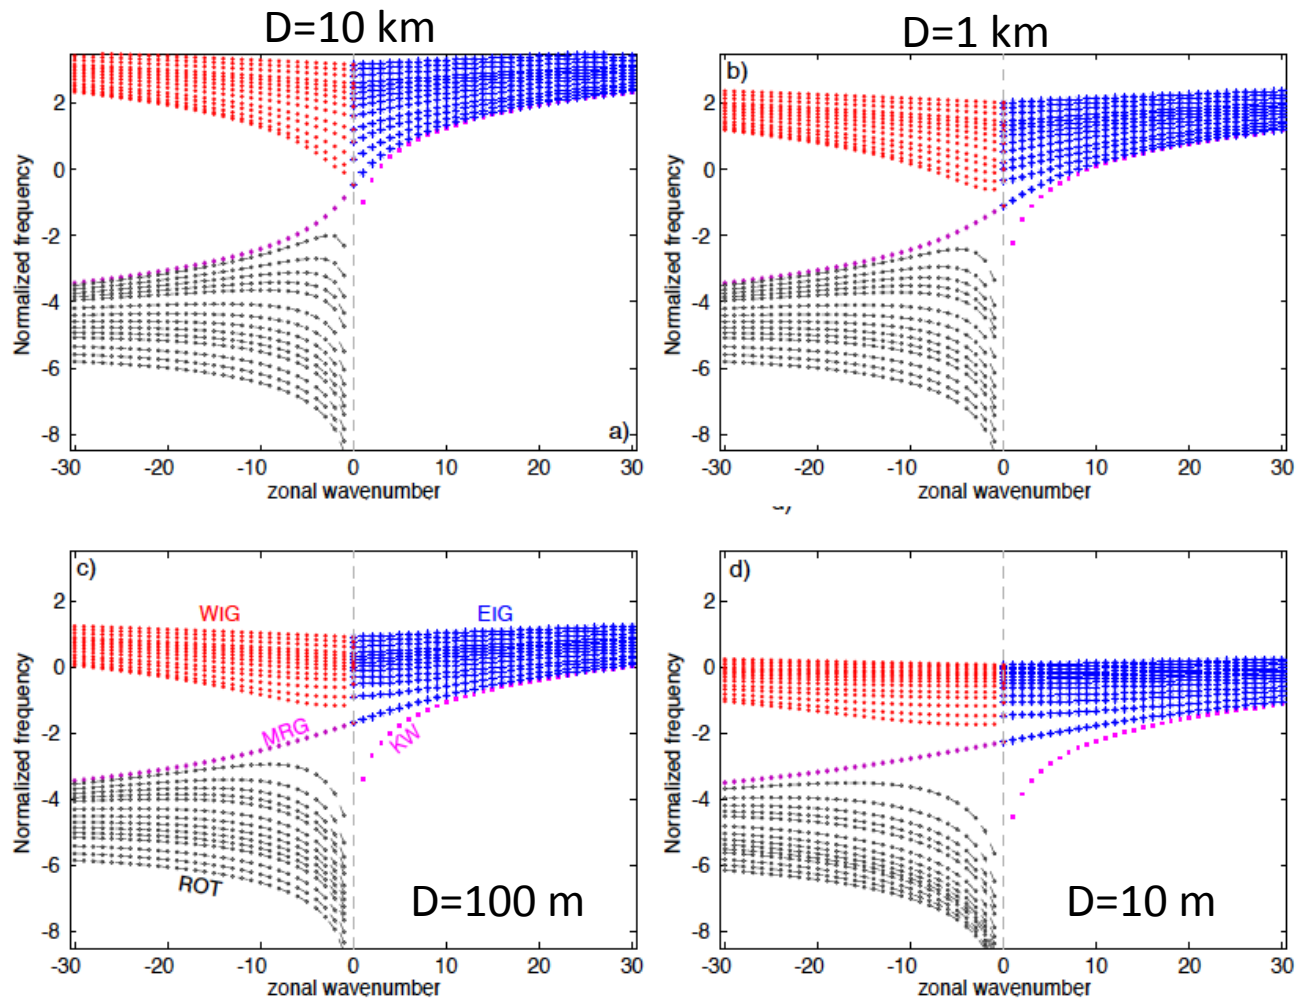 D=10 km
D=1 km
2
0
-2
-4
-6
-8
Normalized frequency
a)
-30 -20 -10 0 10 20 30
zonal wavenumber
b)
2
0
-2
-4
-6
-8
Normalized frequency
-30 -20 -10 0 10 20 30
zonal wavenumber
c)
2
0
-2
-4
-6
-8
Normalized frequency
WIG
EIG
MRG
KW
ROT
D=100 m
-30 -20 -10 0 10 20 30
zonal wavenumber
d)
2
0
-2
-4
-6
-8
Normalized frequency
D=10 m
-30 -20 -10 0 10 20 30
zonal wavenumber